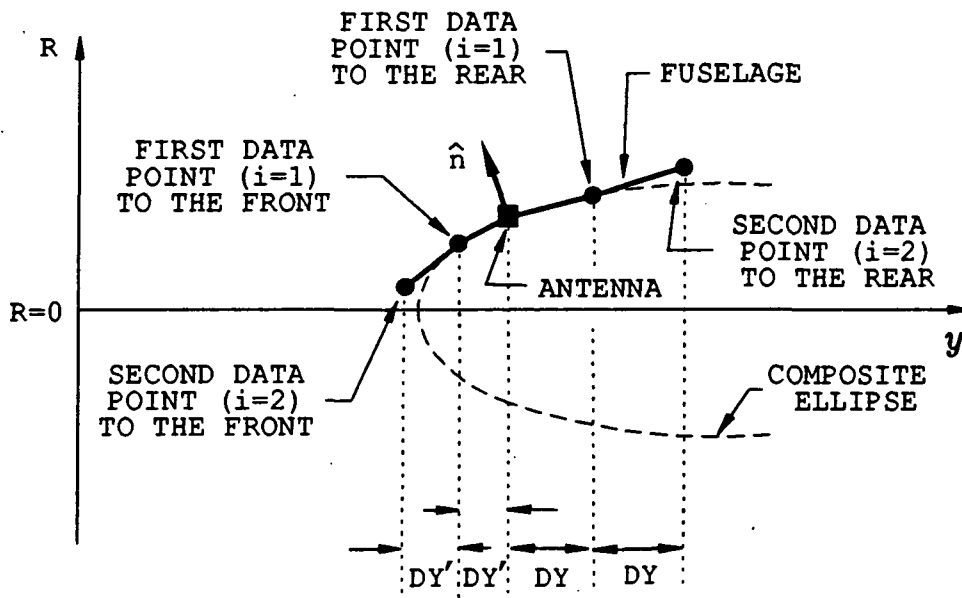 FIRST DATA
POINT (i=1)
TO THE REAR
R
FUSELAGE
FIRST DATA
POINT (i=1)
TO THE FRONT
n̂
SECOND DATA
POINT (i=2)
TO THE REAR
ANTENNA
R=0
y
SECOND DATA
POINT (i=2)
TO THE FRONT
COMPOSITE
ELLIPSE
DY′ DY′ DY DY